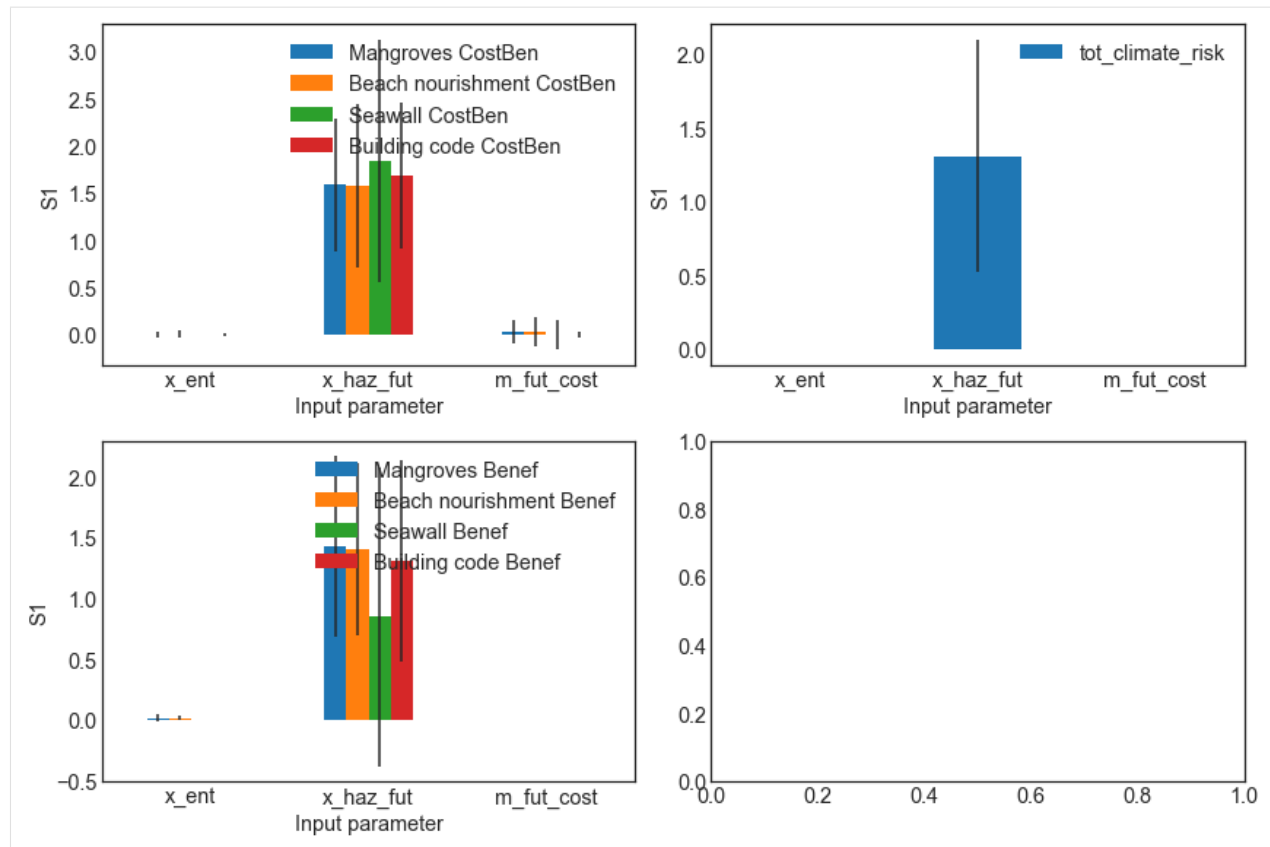 3.0
2.5
2.0
1.5
1.0
0.5
0.0
S1
Mangroves CostBen
Beach nourishment CostBen
Seawall CostBen
Building code CostBen
x_ent
x_haz_fut
m_fut_cost
Input parameter
2.0
1.5
1.0
0.5
0.0
S1
tot_climate_risk
x_ent
x_haz_fut
m_fut_cost
Input parameter
2.0
1.5
1.0
0.5
0.0
−0.5
S1
Mangroves Benef
Beach nourishment Benef
Seawall Benef
Building code Benef
x_ent
x_haz_fut
m_fut_cost
Input parameter
1.0
0.8
0.6
0.4
0.2
0.0
0.0
0.2
0.4
0.6
0.8
1.0